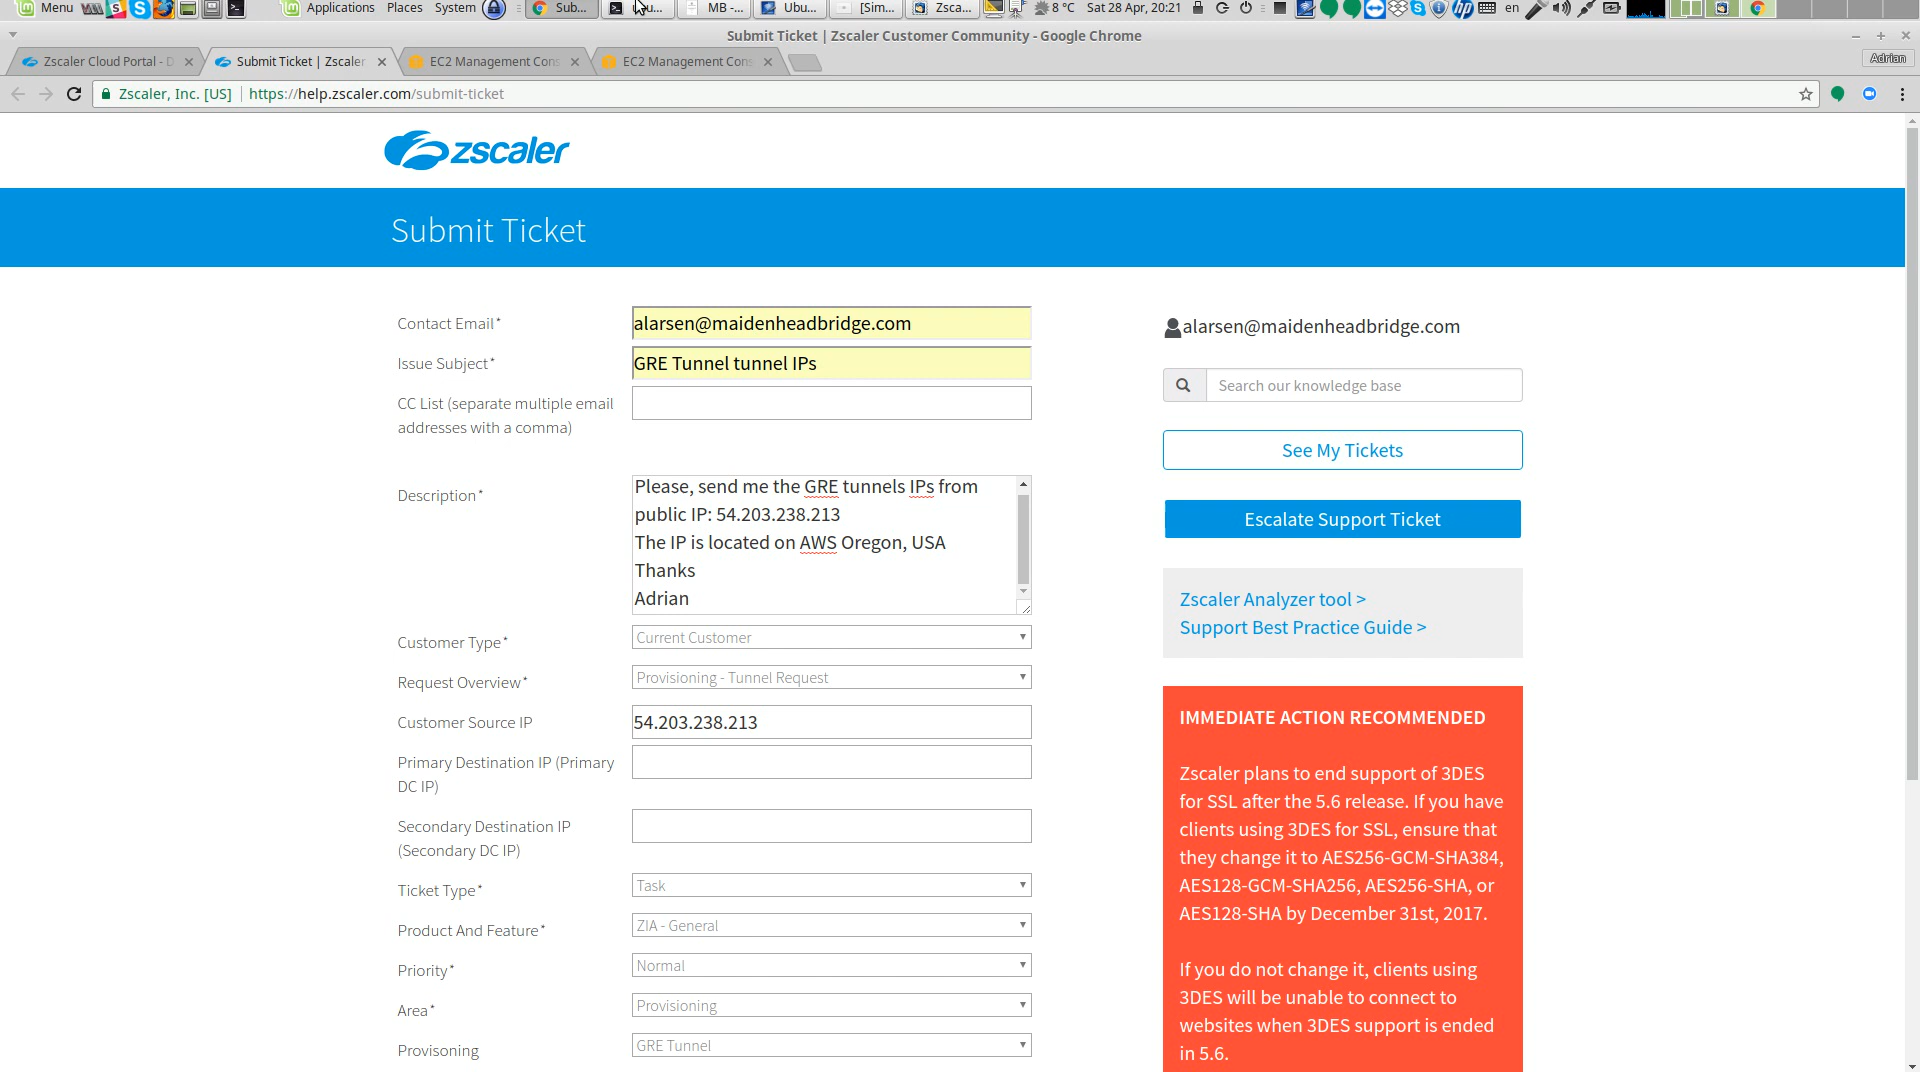 Menu
Applications
Places
System
Sub...
MB -...
Ubu...
[Sim...
Zsca...
8 °C
Sat 28 Apr, 20:21
en
Submit Ticket | Zscaler Customer Community - Google Chrome
Zscaler Cloud Portal - D
Submit Ticket | Zscaler
EC2 Management Cons
EC2 Management Cons
Adrian
Zscaler, Inc. [US]
https://help.zscaler.com/submit-ticket
zscaler
Submit Ticket
Contact Email*
alarsen@maidenheadbridge.com
Issue Subject*
GRE Tunnel tunnel IPs
CC List (separate multiple email
addresses with a comma)
Description*
Please, send me the GRE tunnels IPs from
public IP: 54.203.238.213
The IP is located on AWS Oregon, USA
Thanks
Adrian
Customer Type*
Current Customer
Request Overview*
Provisioning - Tunnel Request
Customer Source IP
54.203.238.213
Primary Destination IP (Primary
DC IP)
Secondary Destination IP
(Secondary DC IP)
Ticket Type*
Task
Product And Feature*
ZIA - General
Priority*
Normal
Area*
Provisioning
Provisoning
GRE Tunnel
alarsen@maidenheadbridge.com
Search our knowledge base
See My Tickets
Escalate Support Ticket
Zscaler Analyzer tool >
Support Best Practice Guide >
IMMEDIATE ACTION RECOMMENDED
Zscaler plans to end support of 3DES
for SSL after the 5.6 release. If you have
clients using 3DES for SSL, ensure that
they change it to AES256-GCM-SHA384,
AES128-GCM-SHA256, AES256-SHA, or
AES128-SHA by December 31st, 2017.
If you do not change it, clients using
3DES will be unable to connect to
websites when 3DES support is ended
in 5.6.